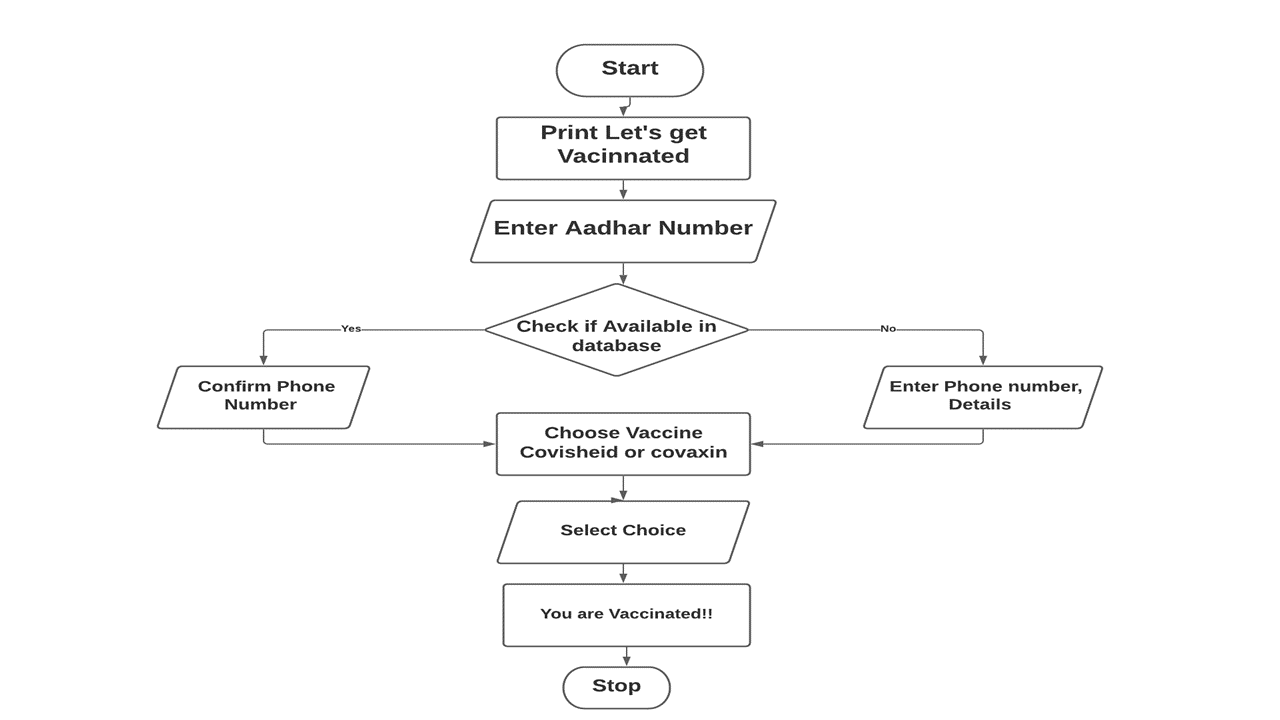 Start
Print Let's get
Vacinnated
Enter Aadhar Number
Check if Available in
database
Yes
No
Confirm Phone
Number
Enter Phone number,
Details
Choose Vaccine
Covisheid or covaxin
Select Choice
You are Vaccinated!!
Stop